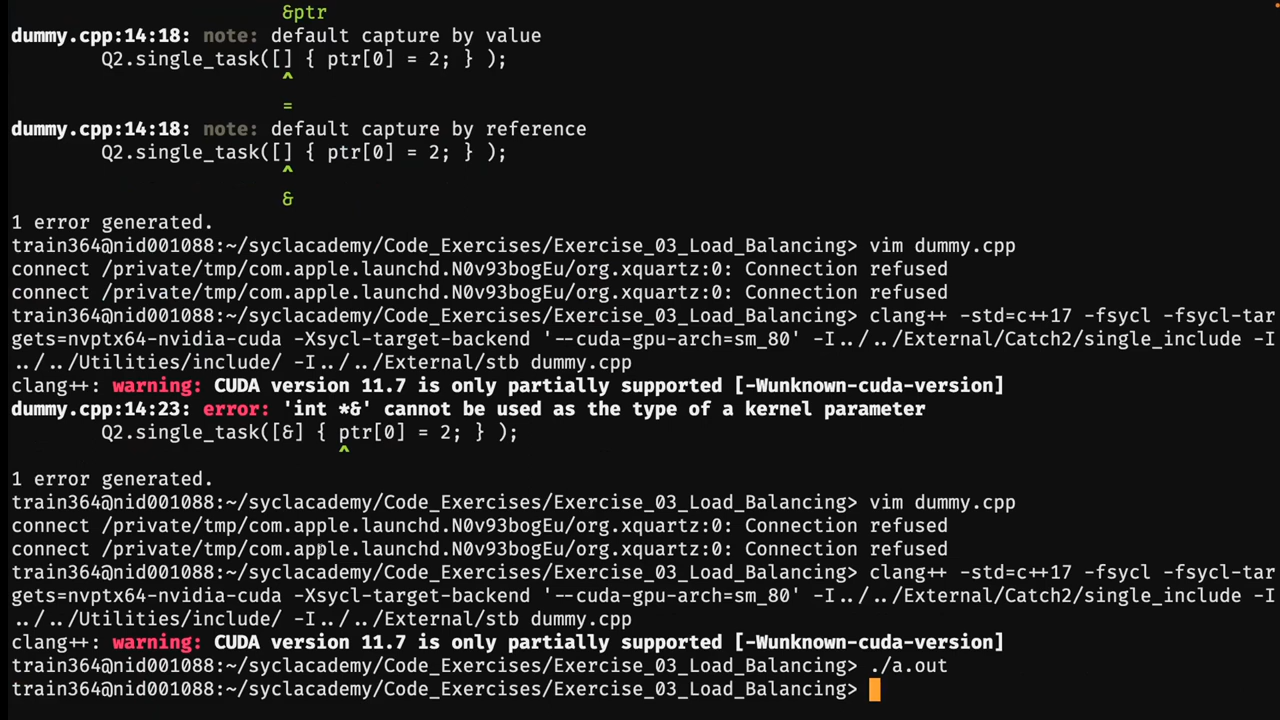 &ptr
dummy.cpp:14:18: note: default capture by value
Q2.single_task([] { ptr[0] = 2; } );
^
=
dummy.cpp:14:18: note: default capture by reference
Q2.single_task([] { ptr[0] = 2; } );
^
&
1 error generated.
train364@nid001088:~/syclacademy/Code_Exercises/Exercise_03_Load_Balancing> vim dummy.cpp
connect /private/tmp/com.apple.launchd.N0v93bogEu/org.xquartz:0: Connection refused
connect /private/tmp/com.apple.launchd.N0v93bogEu/org.xquartz:0: Connection refused
train364@nid001088:~/syclacademy/Code_Exercises/Exercise_03_Load_Balancing> clang++ -std=c++17 -fsycl -fsycl-tar
gets=nvptx64-nvidia-cuda -Xsycl-target-backend '--cuda-gpu-arch=sm_80' -I../../External/Catch2/single_include -I
../../Utilities/include/ -I../../External/stb dummy.cpp
clang++: warning: CUDA version 11.7 is only partially supported [-Wunknown-cuda-version]
dummy.cpp:14:23: error: 'int *&' cannot be used as the type of a kernel parameter
Q2.single_task([&] { ptr[0] = 2; } );
^
1 error generated.
train364@nid001088:~/syclacademy/Code_Exercises/Exercise_03_Load_Balancing> vim dummy.cpp
connect /private/tmp/com.apple.launchd.N0v93bogEu/org.xquartz:0: Connection refused
connect /private/tmp/com.apple.launchd.N0v93bogEu/org.xquartz:0: Connection refused
train364@nid001088:~/syclacademy/Code_Exercises/Exercise_03_Load_Balancing> clang++ -std=c++17 -fsycl -fsycl-tar
gets=nvptx64-nvidia-cuda -Xsycl-target-backend '--cuda-gpu-arch=sm_80' -I../../External/Catch2/single_include -I
../../Utilities/include/ -I../../External/stb dummy.cpp
clang++: warning: CUDA version 11.7 is only partially supported [-Wunknown-cuda-version]
train364@nid001088:~/syclacademy/Code_Exercises/Exercise_03_Load_Balancing> ./a.out
train364@nid001088:~/syclacademy/Code_Exercises/Exercise_03_Load_Balancing>